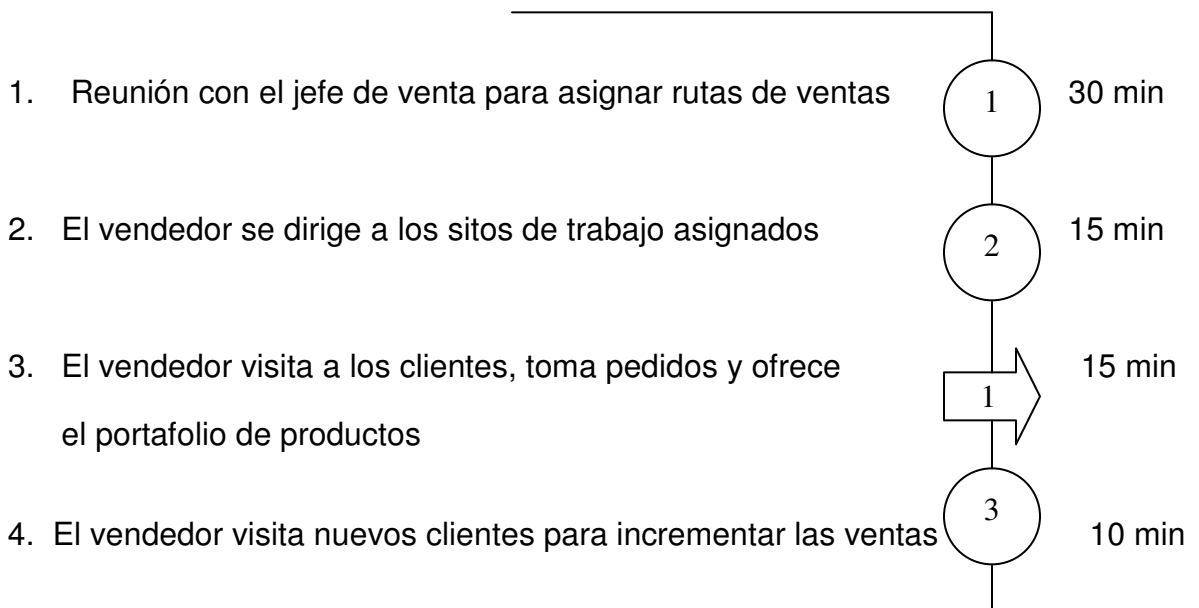 1. Reunión con el jefe de venta para asignar rutas de ventas 1 30 min
2. El vendedor se dirige a los sitos de trabajo asignados 2 15 min
3. El vendedor visita a los clientes, toma pedidos y ofrece 1 15 min
el portafolio de productos
4. El vendedor visita nuevos clientes para incrementar las ventas 3 10 min